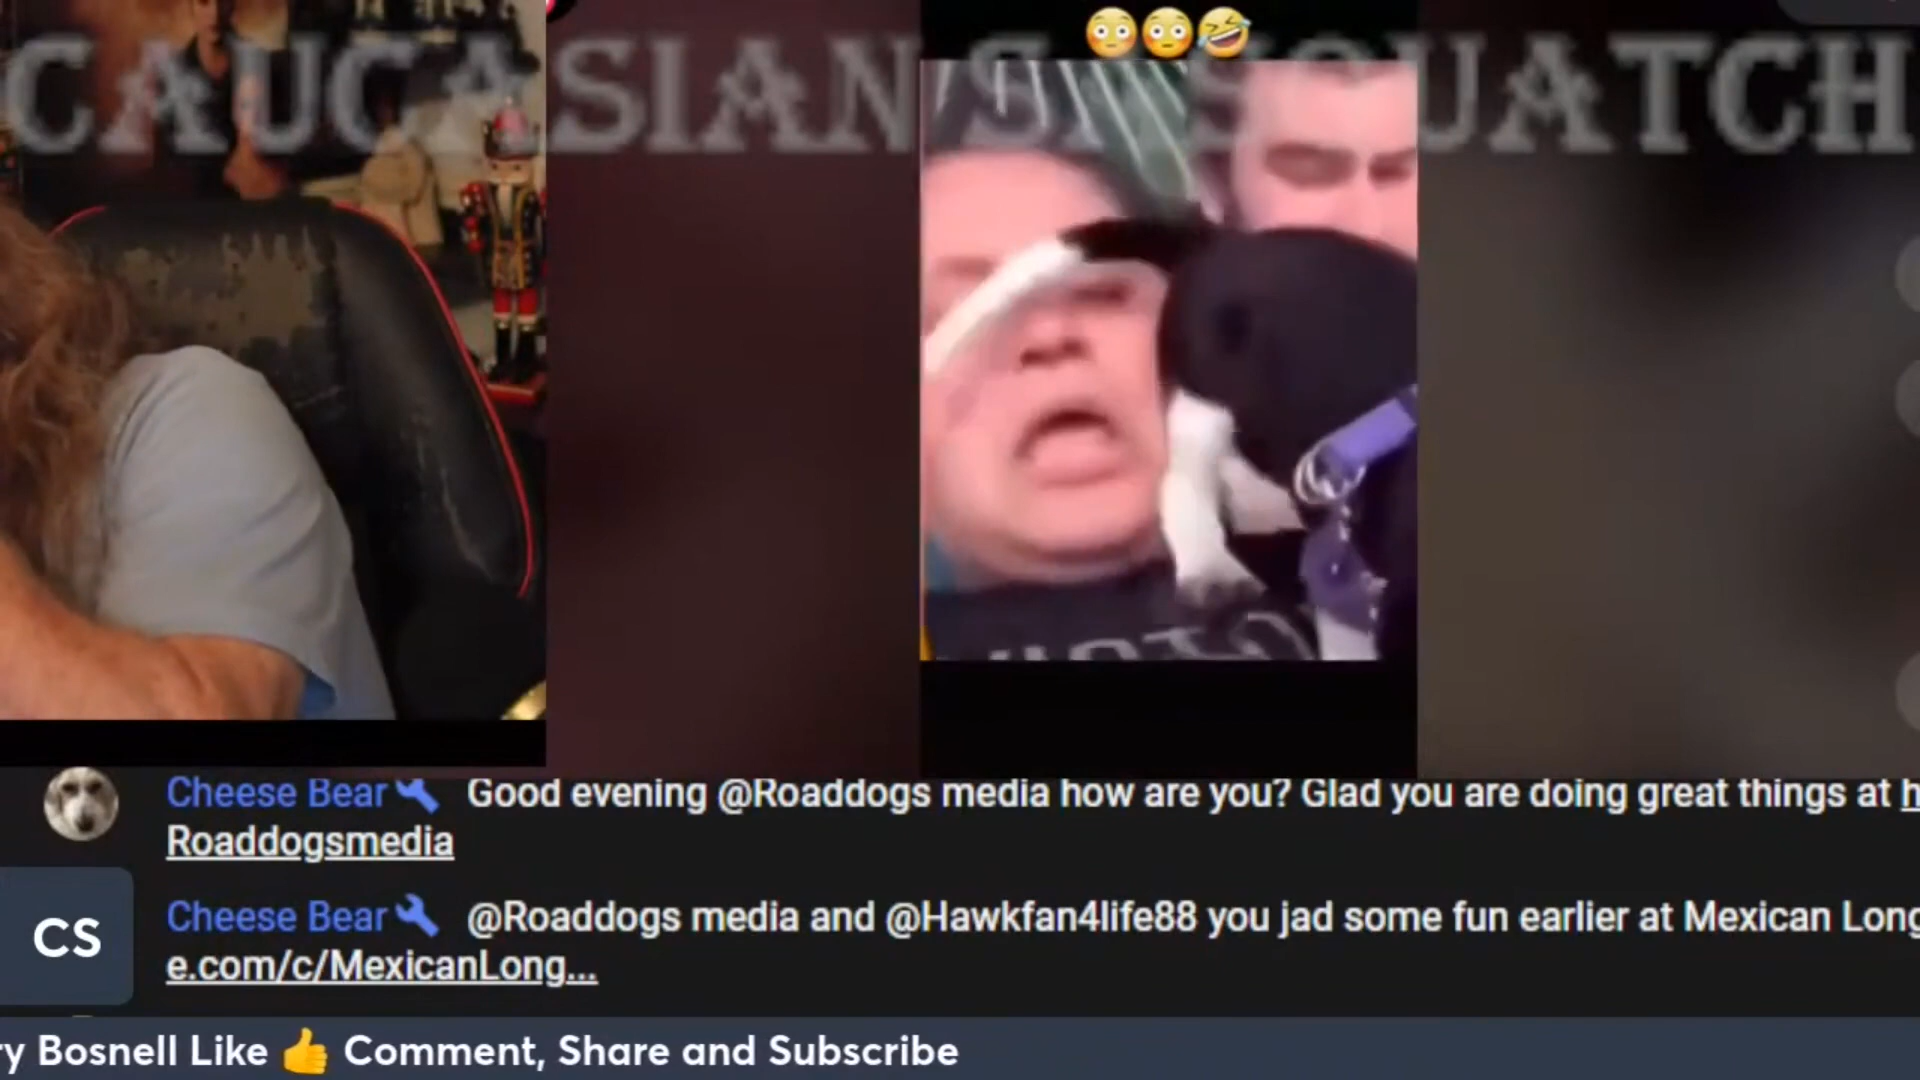 CAUCASIAN SASQUATCH
Cheese Bear Good evening @Roaddogs media how are you? Glad you are doing great things at h
Roaddogsmedia
CS
Cheese Bear @Roaddogs media and @Hawkfan4life88 you jad some fun earlier at Mexican Long
e.com/c/MexicanLong...
ry Bosnell Like 👍 Comment, Share and Subscribe